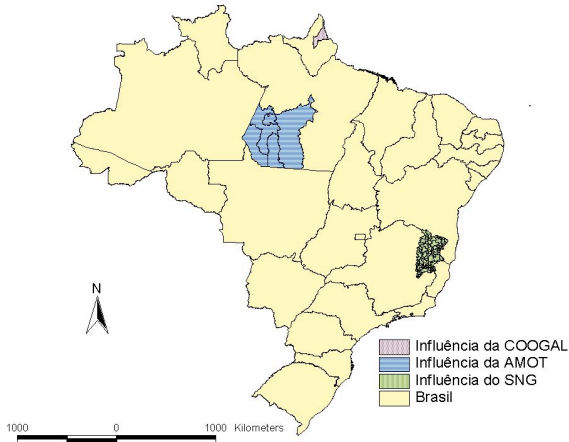 N
Influência da COOGAL
Influência da AMOT
Influência do SNG
Brasil
1000 0 1000 Kilometers